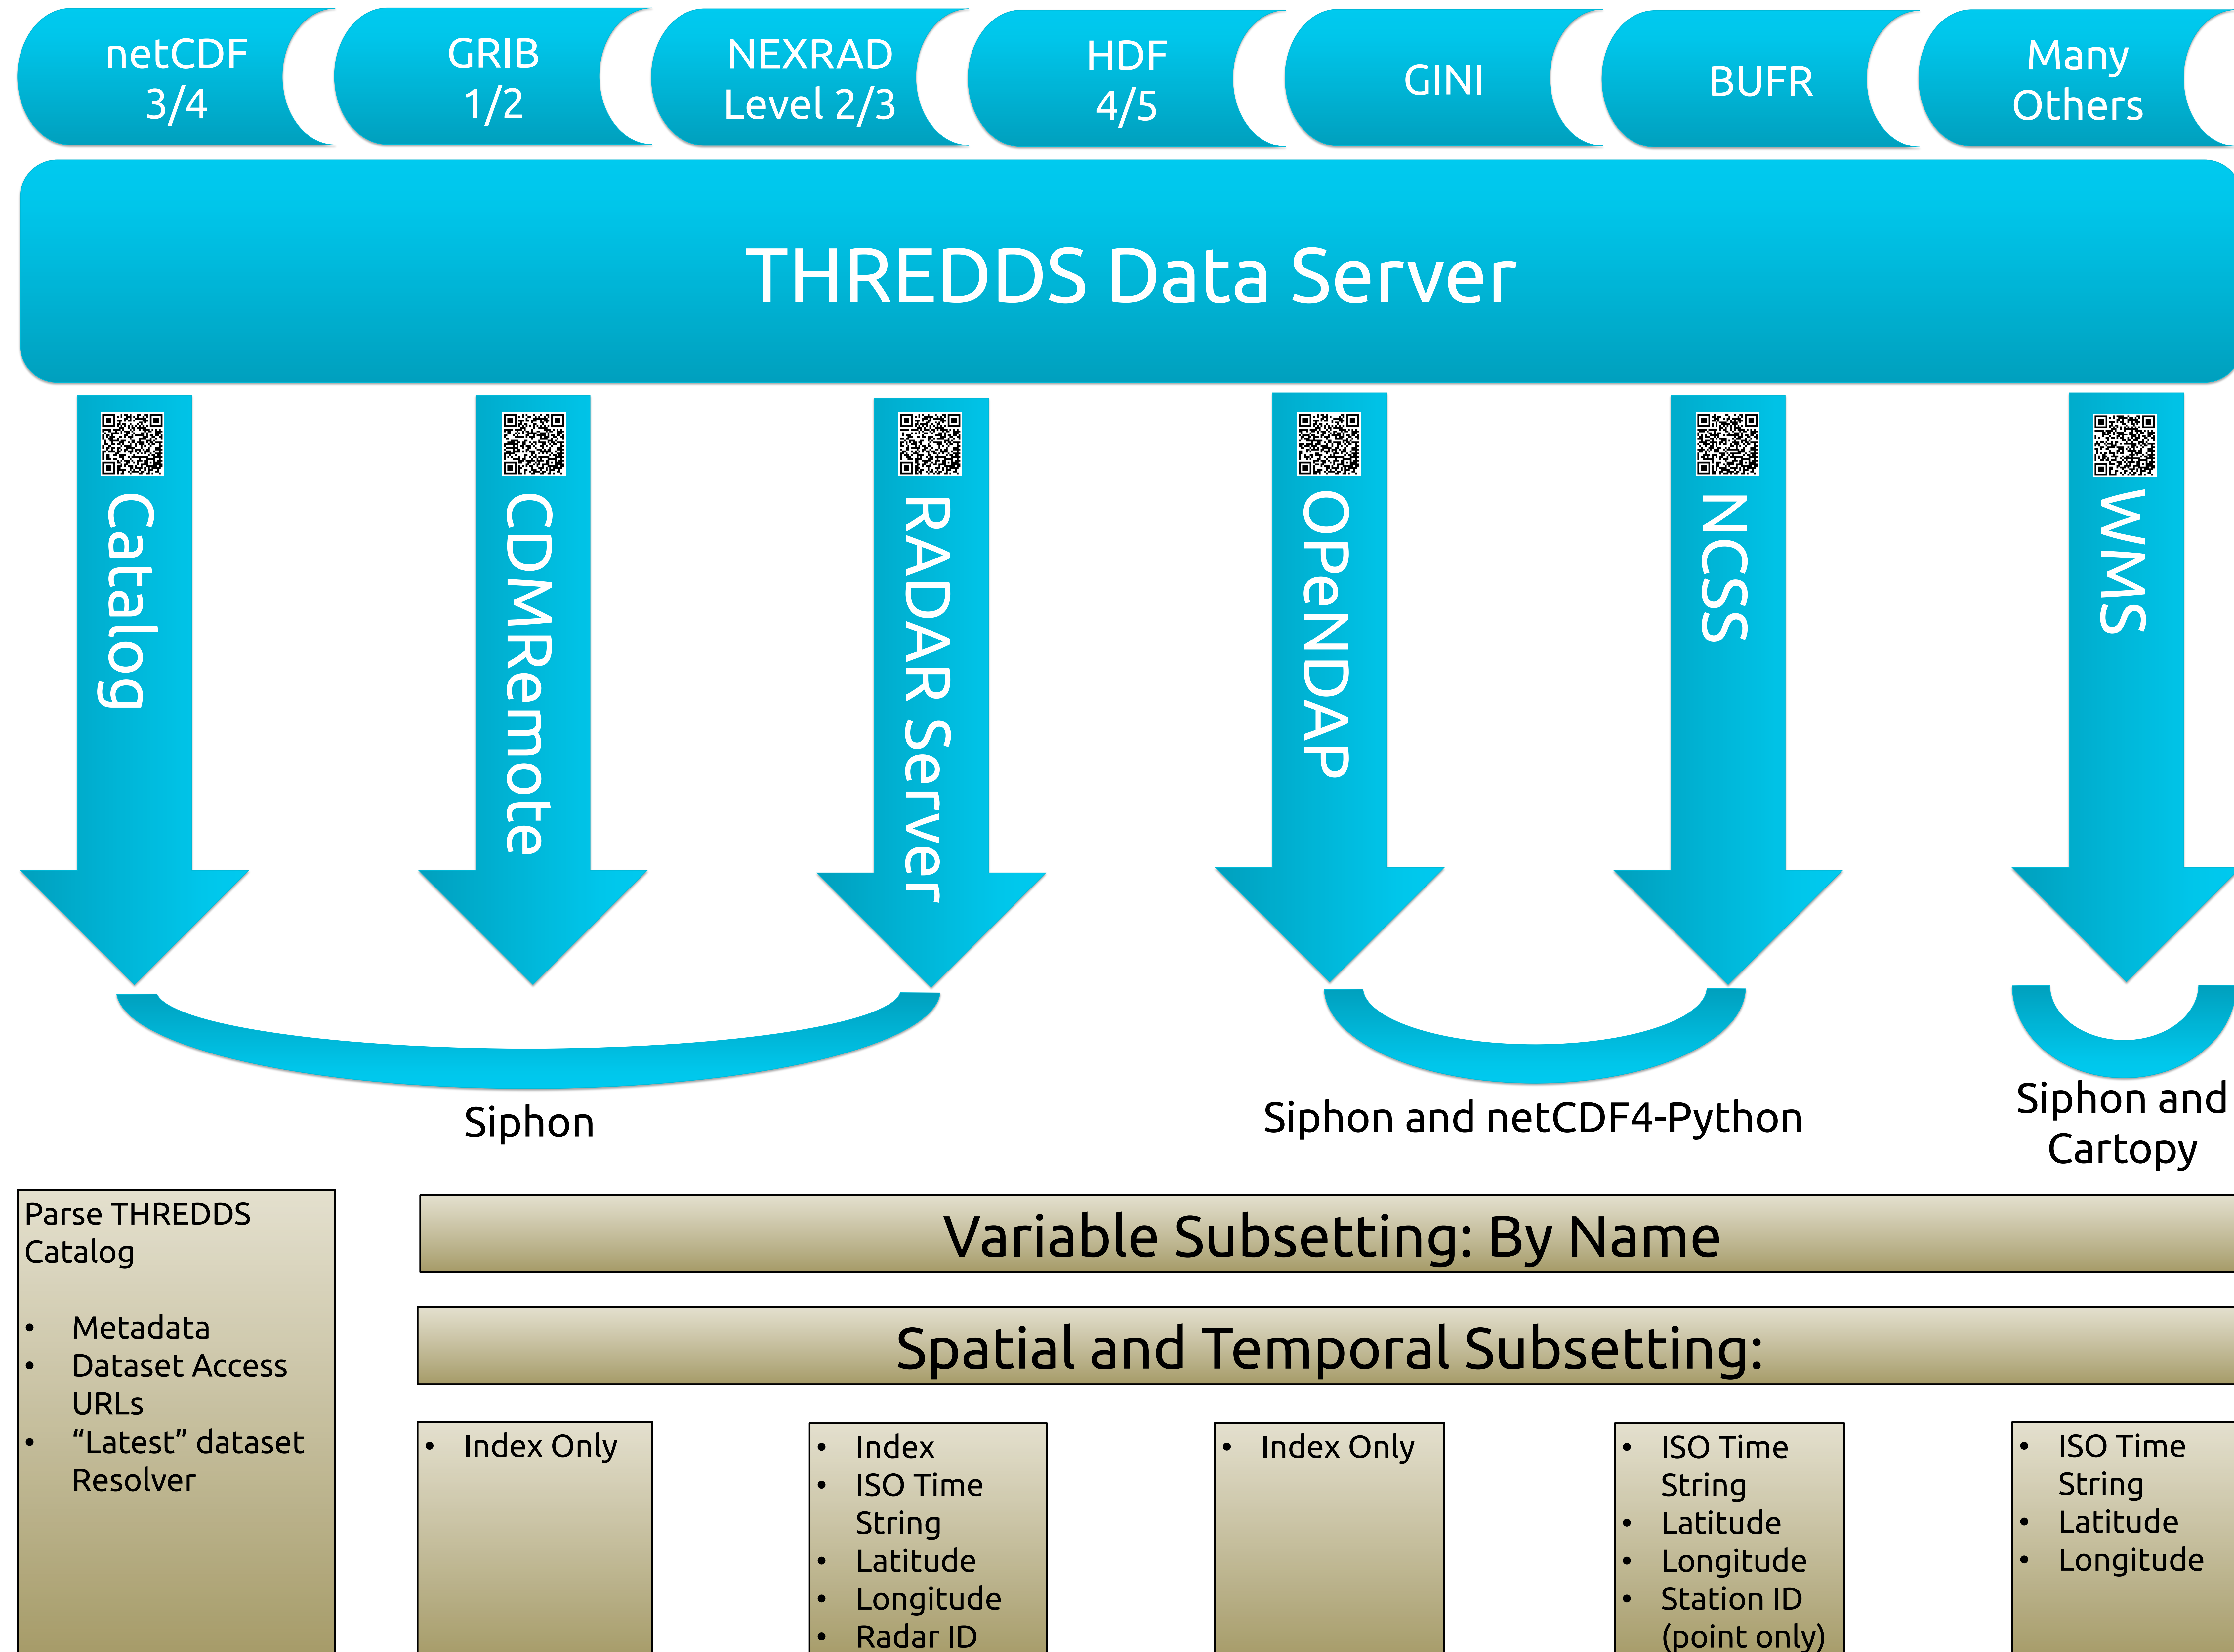 netCDF
3/4
GRIB
1/2
NEXRAD
Level 2/3
HDF
4/5
GINI
BUFR
Many
Others
THREDDS Data Server
Catalog
CDMRemote
RADAR Server
OPeNDAP
NCSS
WMS
Siphon
Siphon and netCDF4-Python
Siphon and
Cartopy
Parse THREDDS
Catalog
• Metadata
• Dataset Access
URLs
• “Latest” dataset
Resolver
Variable Subsetting: By Name
Spatial and Temporal Subsetting:
• Index Only
• Index
• ISO Time
String
• Latitude
• Longitude
• Radar ID
• Index Only
• ISO Time
String
• Latitude
• Longitude
• Station ID
(point only)
• ISO Time
String
• Latitude
• Longitude